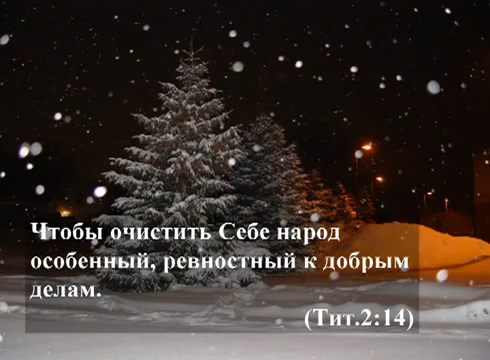 Чтобы очистить Себе народ
особенный, ревностный к добрым
делам.
(Тит.2:14)